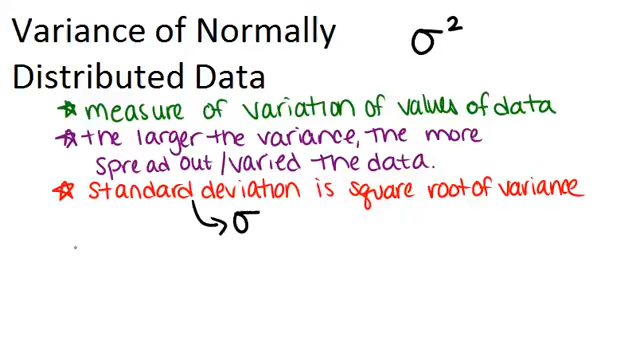 Variance of Normally σ²
Distributed Data
* measure of variation of values of data
* the larger the variance, the more
spread out/varied the data.
* standard deviation is square root of variance
σ